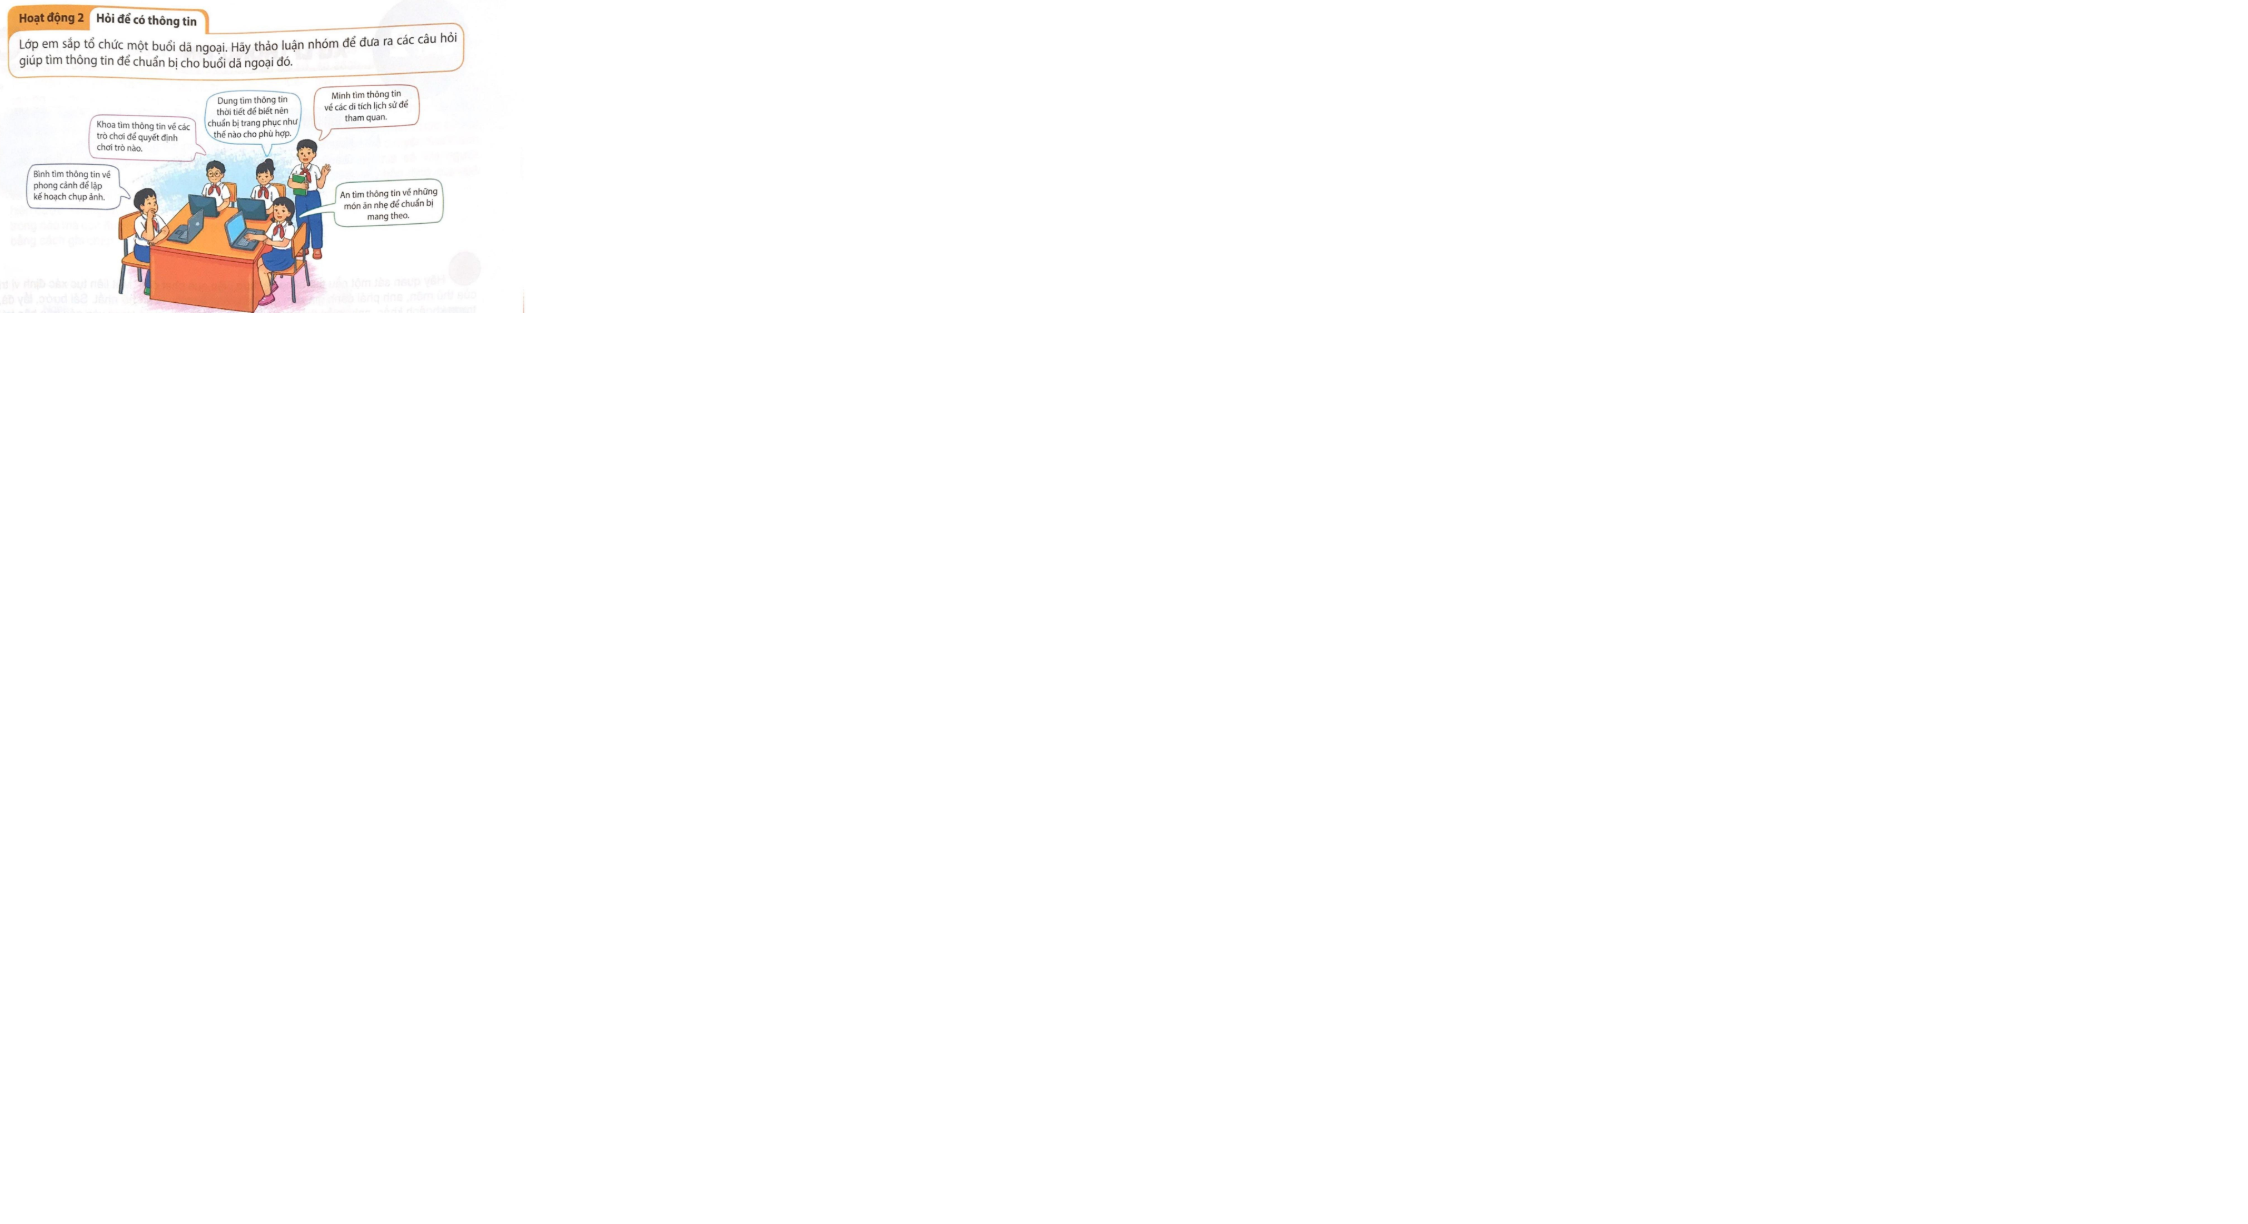 Hoạt động 2 Hỏi để có thông tin
Lớp em sắp tổ chức một buổi dã ngoại. Hãy thảo luận nhóm để đưa ra các câu hỏi
giúp tìm thông tin để chuẩn bị cho buổi dã ngoại đó.
Minh tìm thông tin
về các di tích lịch sử để
tham quan.
Dung tìm thông tin
thời tiết để biết nên
chuẩn bị trang phục như
thế nào cho phù hợp.
Khoa tìm thông tin về các
trò chơi để quyết định
chơi trò nào.
Bình tìm thông tin về
phong cảnh để lập
kế hoạch chụp ảnh.
An tìm thông tin về những
món ăn nhẹ để chuẩn bị
mang theo.